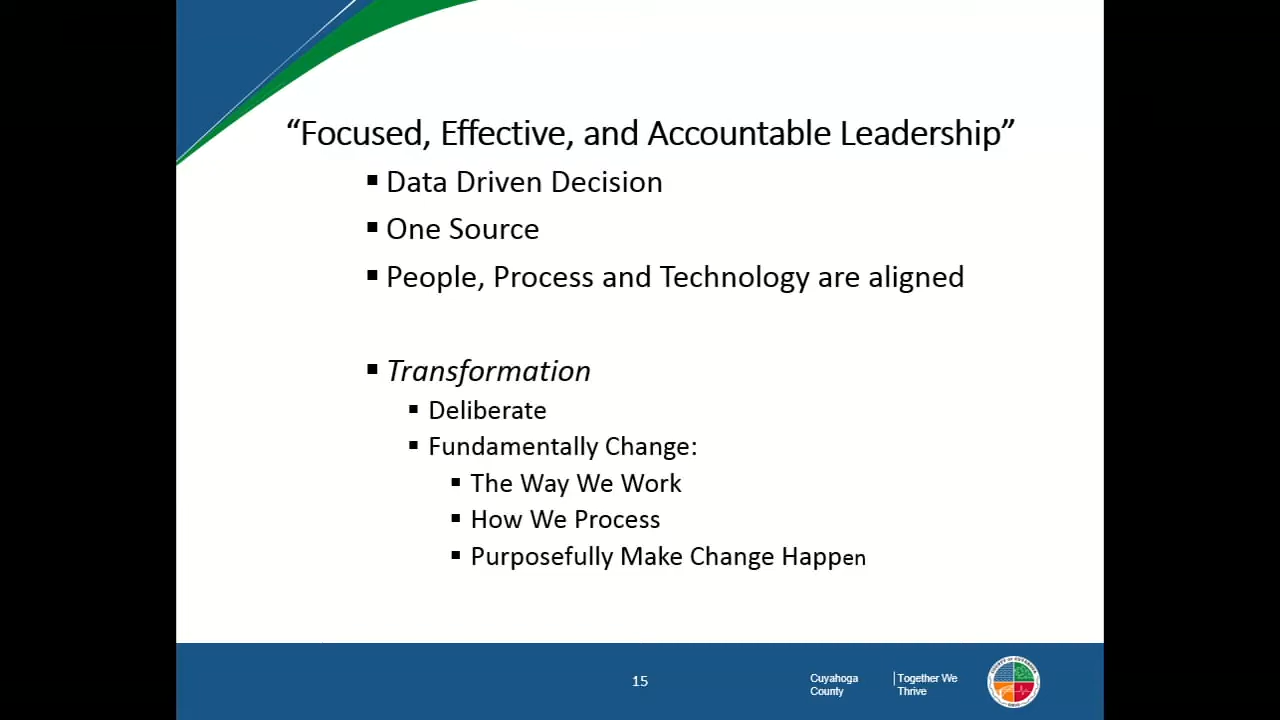 “Focused, Effective, and Accountable Leadership”
▪ Data Driven Decision
▪ One Source
▪ People, Process and Technology are aligned
▪ Transformation
▪ Deliberate
▪ Fundamentally Change:
▪ The Way We Work
▪ How We Process
▪ Purposefully Make Change Happen
15
Cuyahoga
County
Together We
Thrive